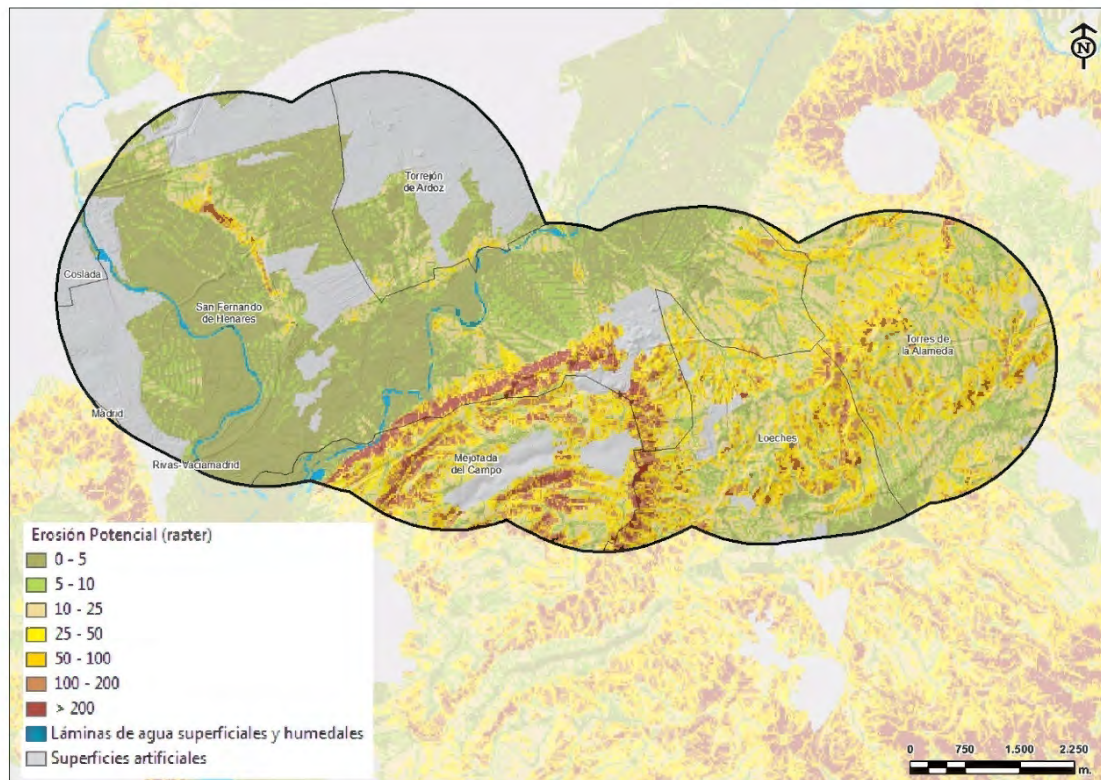 N
Torrejón
de Ardoz
Coslada
San Fernando
de Henares
Torres de
la Alameda
Madrid
Rivas-Vaciamadrid
Mejorada
del Campo
Loeches
Erosión Potencial (raster)
0 - 5
5 - 10
10 - 25
25 - 50
50 - 100
100 - 200
> 200
Láminas de agua superficiales y humedales
Superficies artificiales
0 750 1.500 2.250
m.